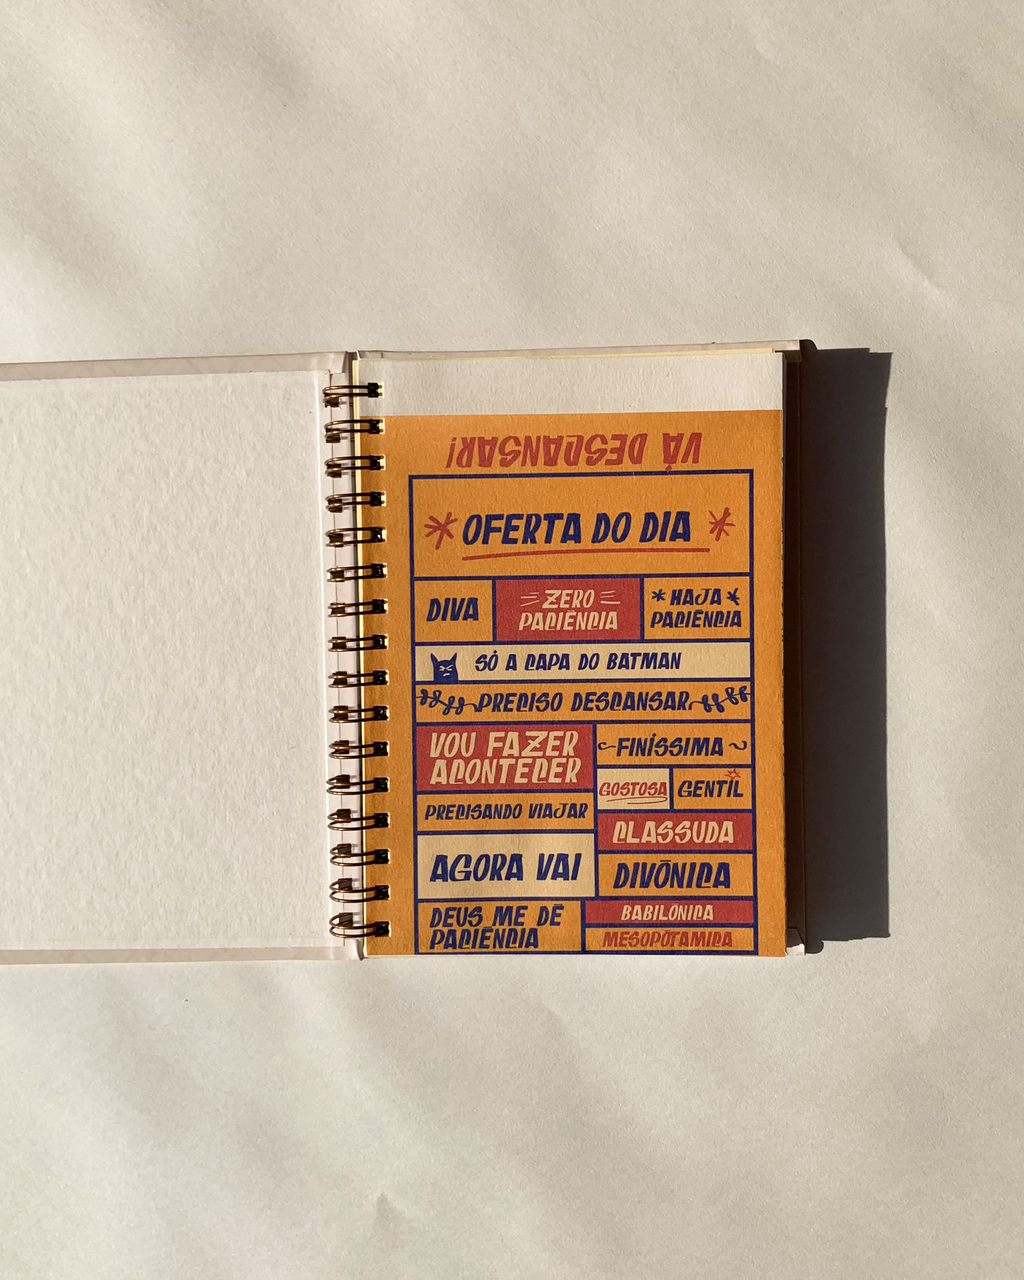 VÁ DESCANSAR!
OFERTA DO DIA
DIVA
ZERO
PACIÊNCIA
HAJA
PACIÊNCIA
SÓ A CAPA DO BATMAN
PRECISO DESCANSAR
VOU FAZER
ACONTECER
FINÍSSIMA
GOSTOSA
GENTIL
PRECISANDO VIAJAR
CLASSUDA
AGORA VAI
DIVÔNICA
DEUS ME DÊ
PACIÊNCIA
BABILÔNICA
MESOPOTÂMICA